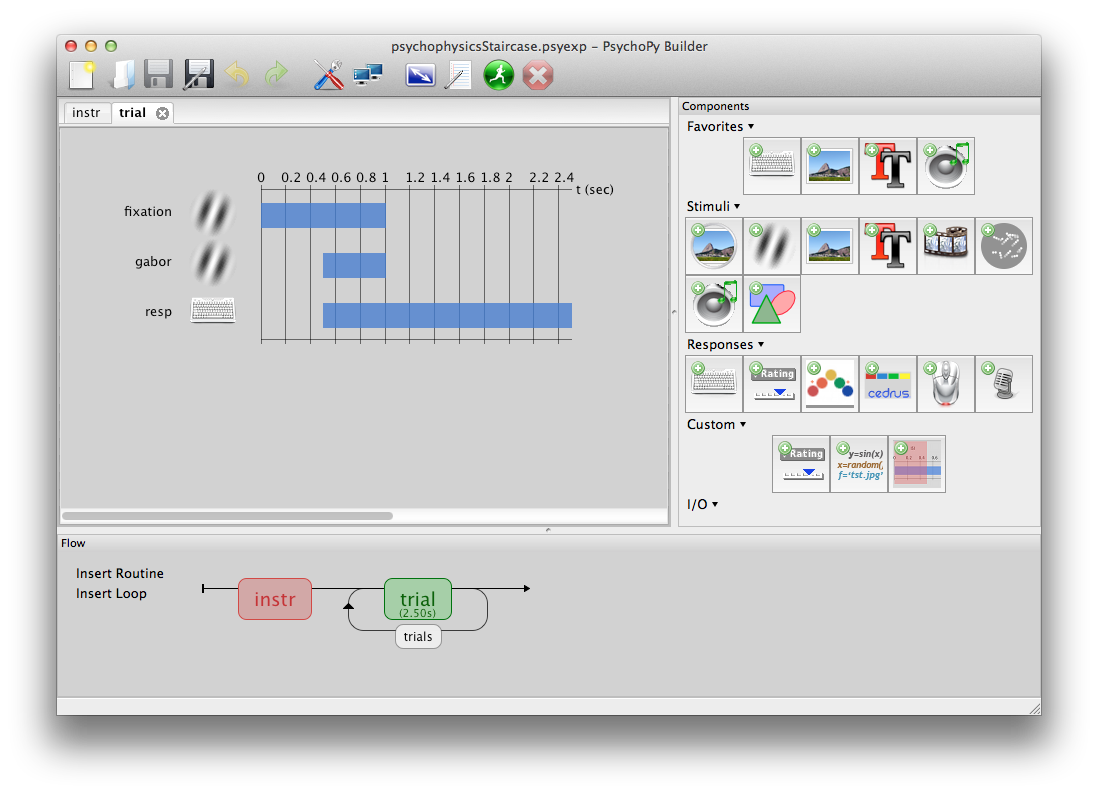 psychophysicsStaircase.psyexp – PsychoPy Builder
instr
trial
0 0.2 0.4 0.6 0.8 1 1.2 1.4 1.6 1.8 2 2.2 2.4
t (sec)
fixation
gabor
resp
Components
Favorites
T
Stimuli
T
Responses
Rating
cedrus
Custom
Rating
y=sin(x)
x=random(,
f='tst.jpg'
I/O
Flow
Insert Routine
Insert Loop
instr
trial
(2.50s)
trials